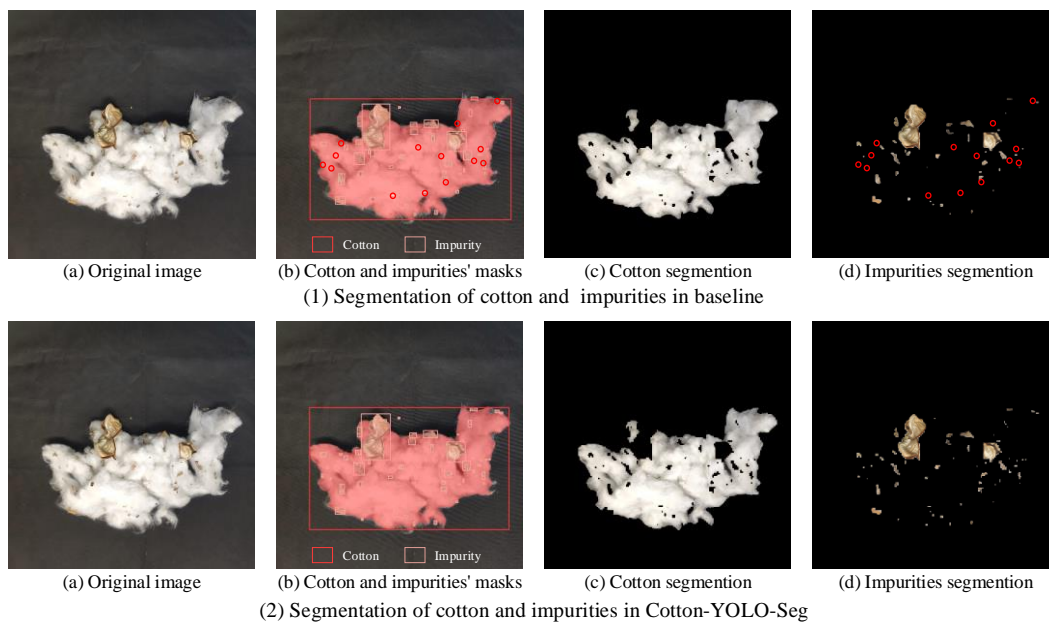 Cotton Impurity
(a) Original image (b) Cotton and impurities' masks (c) Cotton segmention (d) Impurities segmention
(1) Segmentation of cotton and impurities in baseline
Cotton Impurity
(a) Original image (b) Cotton and impurities' masks (c) Cotton segmention (d) Impurities segmention
(2) Segmentation of cotton and impurities in Cotton-YOLO-Seg